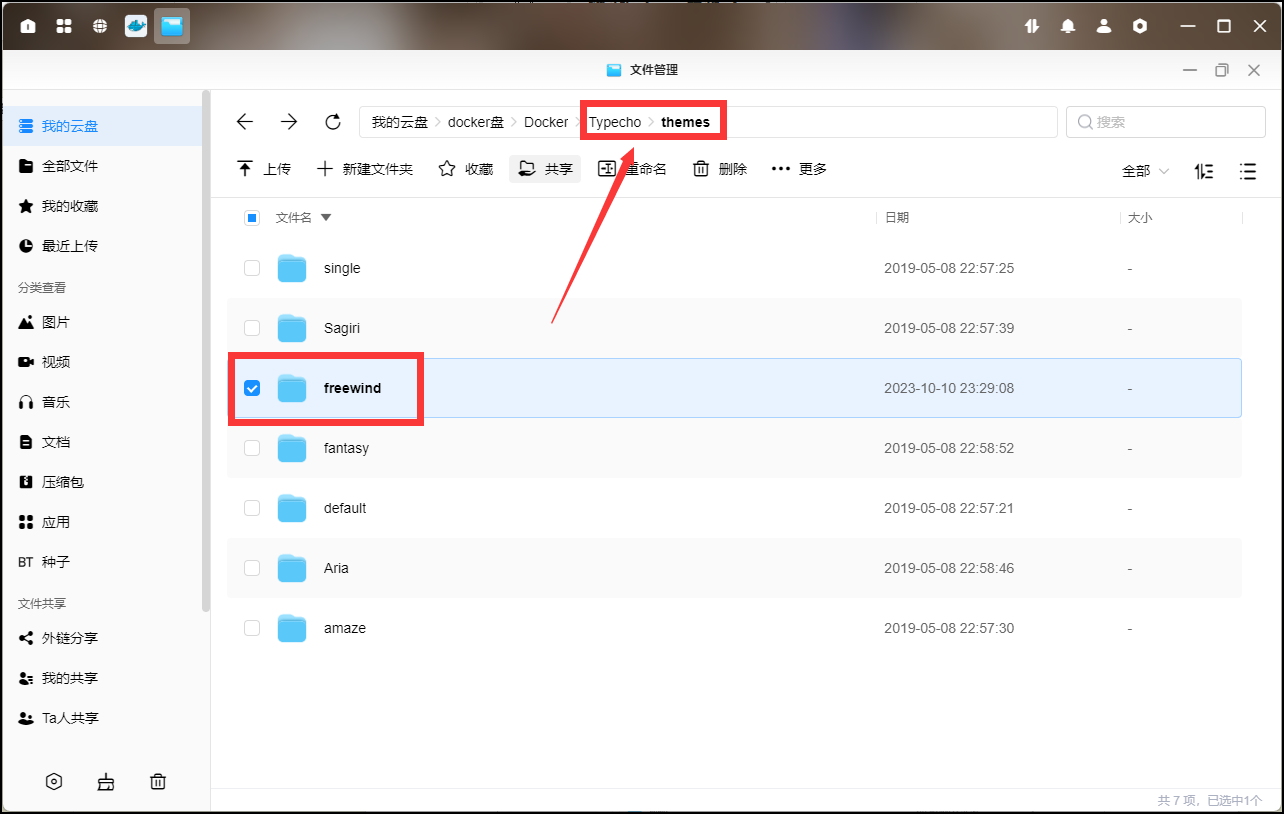 文件管理
我的云盘
全部文件
我的收藏
最近上传
分类查看
图片
视频
音乐
文档
压缩包
应用
BT 种子
文件共享
外链分享
我的共享
Ta人共享
我的云盘 docker盘 Docker Typecho themes
搜索
上传 新建文件夹 收藏 共享 重命名 删除 更多 全部
文件名 日期 大小
single 2019-05-08 22:57:25 -
Sagiri 2019-05-08 22:57:39 -
freewind 2023-10-10 23:29:08 -
fantasy 2019-05-08 22:58:52 -
default 2019-05-08 22:57:21 -
Aria 2019-05-08 22:58:46 -
amaze 2019-05-08 22:57:30 -
共 7 项，已选中1个